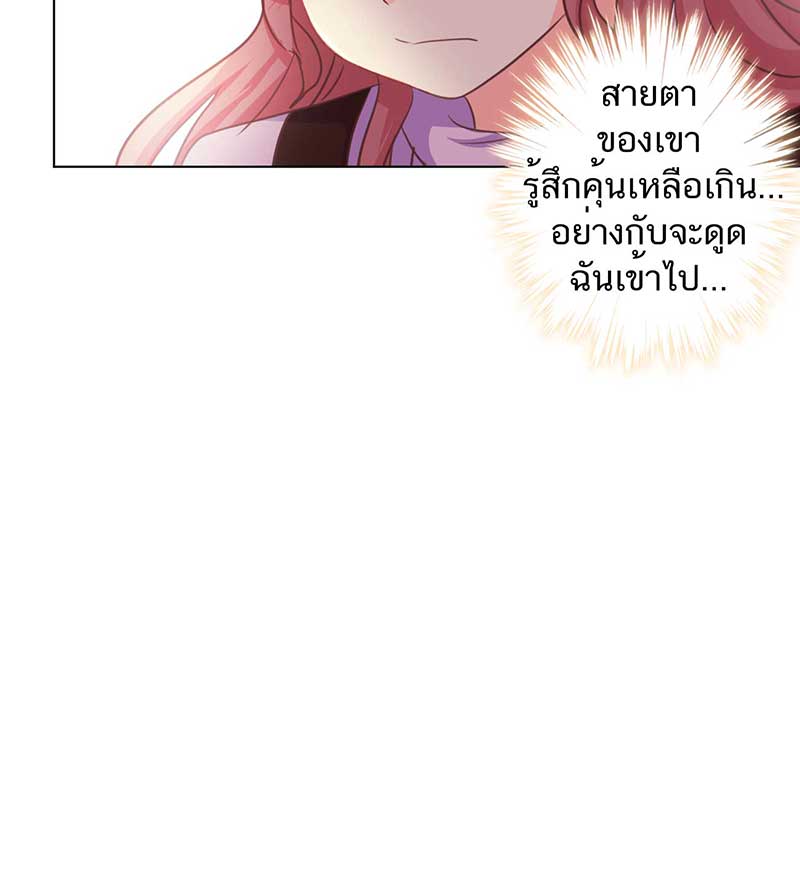 สายตา
ของเขา
รู้สึกคุ้นเหลือเกิน...
อย่างกับจะดูด
ฉันเข้าไป...